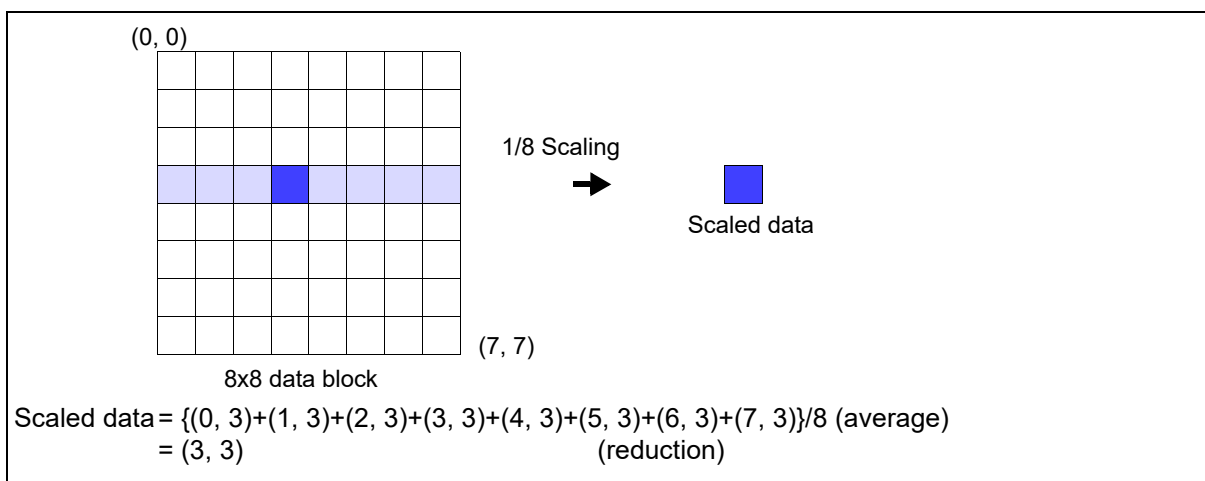 (0, 0)
1/8 Scaling
Scaled data
(7, 7)
8x8 data block
Scaled data = {(0, 3)+(1, 3)+(2, 3)+(3, 3)+(4, 3)+(5, 3)+(6, 3)+(7, 3)}/8 (average)
= (3, 3) (reduction)